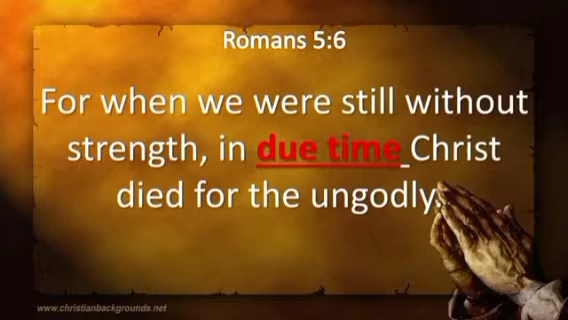 Romans 5:6
For when we were still without
strength, in due time Christ
died for the ungodly.
www.christianbackgrounds.net